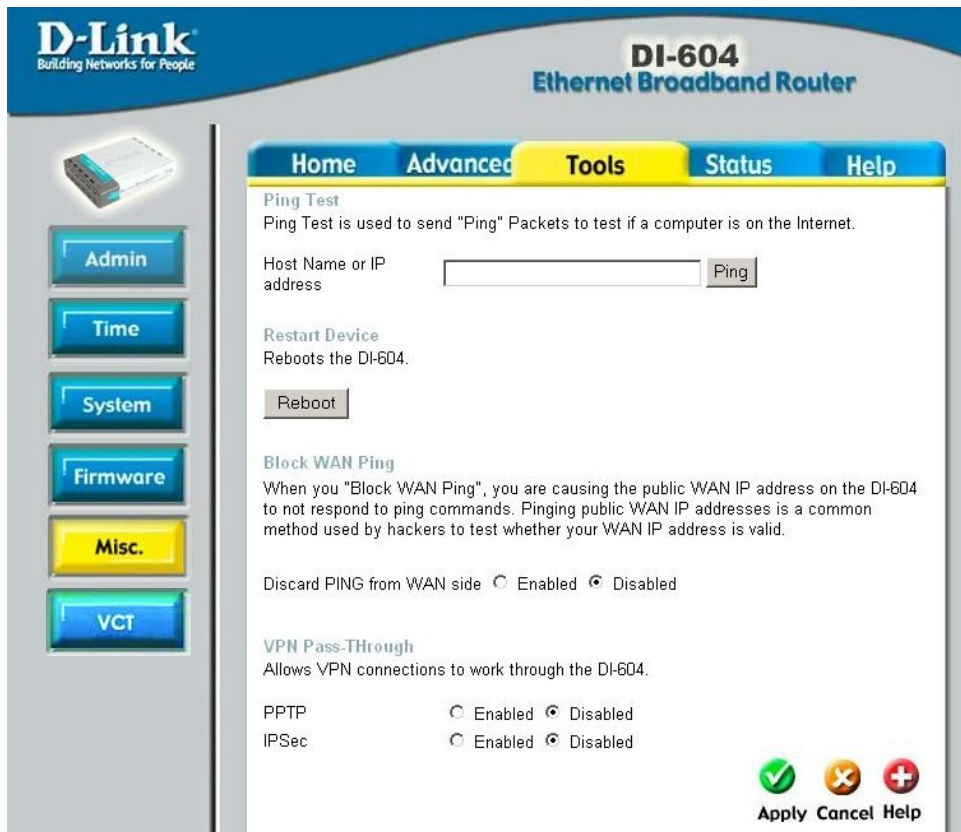 D-Link
Building Networks for People
DI-604
Ethernet Broadband Router
Home
Advanced
Tools
Status
Help
Admin
Time
System
Firmware
Misc.
VCT
Ping Test
Ping Test is used to send "Ping" Packets to test if a computer is on the Internet.
Host Name or IP
address
Ping
Restart Device
Reboots the DI-604.
Reboot
Block WAN Ping
When you "Block WAN Ping", you are causing the public WAN IP address on the DI-604
to not respond to ping commands. Pinging public WAN IP addresses is a common
method used by hackers to test whether your WAN IP address is valid.
Discard PING from WAN side Enabled Disabled
VPN Pass-THrough
Allows VPN connections to work through the DI-604.
PPTP Enabled Disabled
IPSec Enabled Disabled
Apply Cancel Help